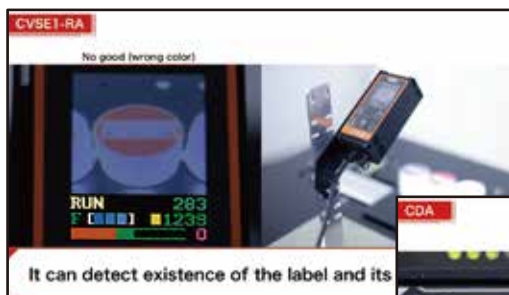 CVSE1-RA
No good (wrong color)
RUN 283
F 1239
0
It can detect existence of the label and its
CDA